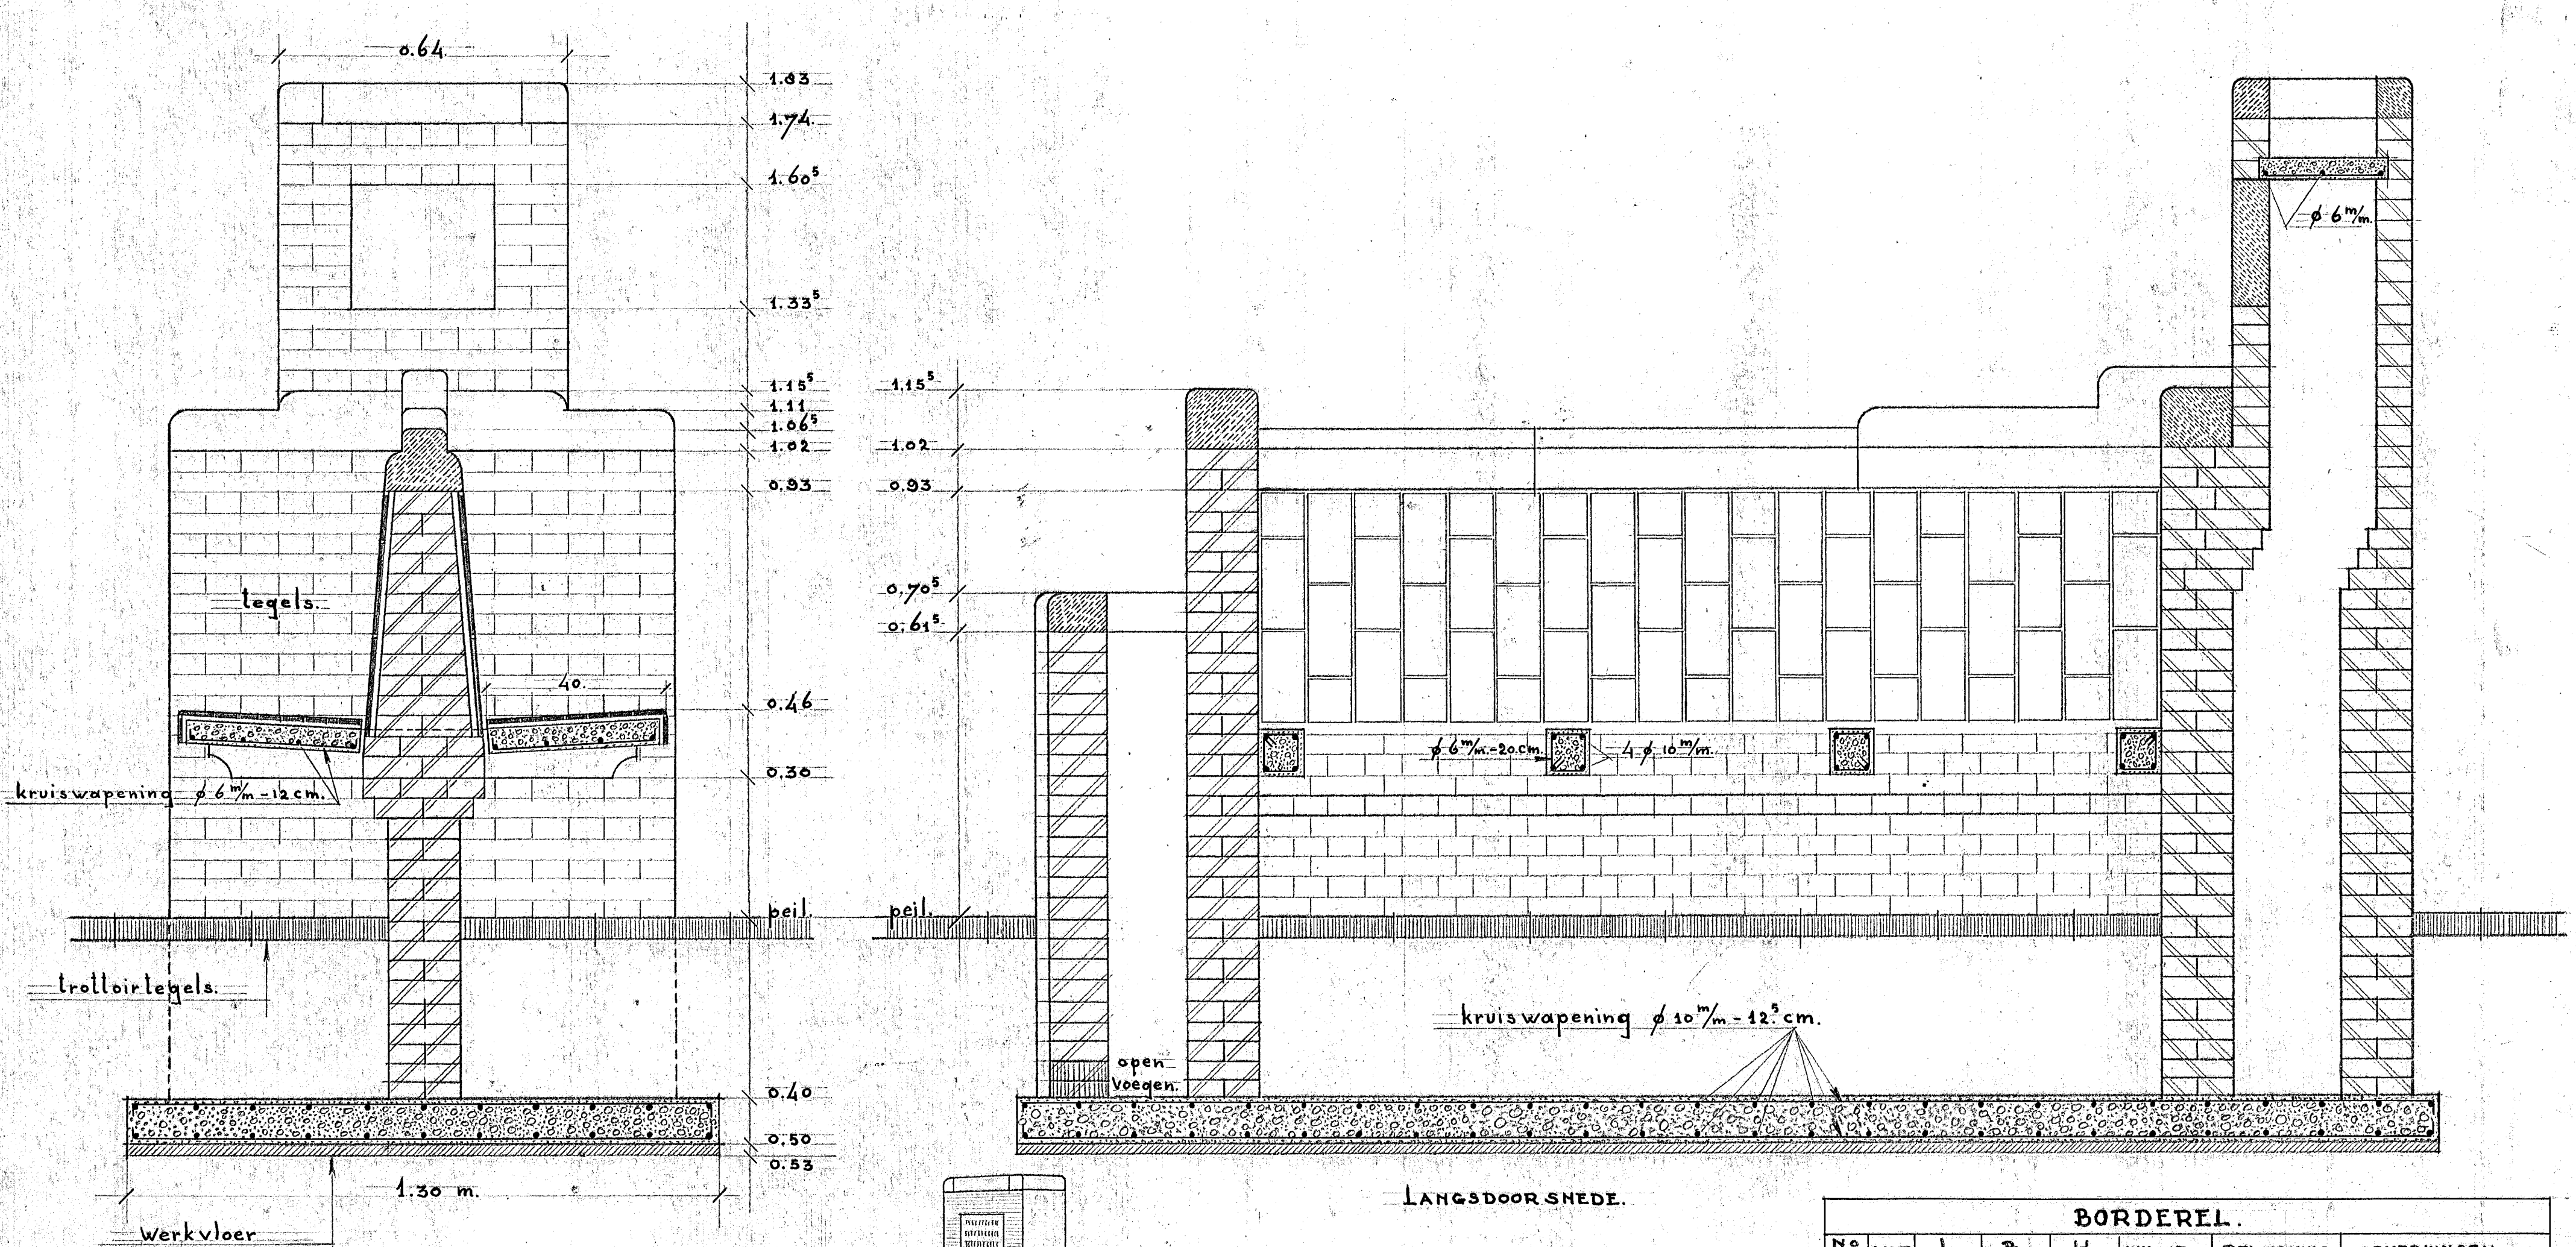 0.64
1.83
1.74
1.60⁵
1.33⁵
1.15⁵
1.11
1.06⁵
1.02
0.93
tegels.
40.
0.46
0.30
kruiswapening ϕ 6 m/m - 12 cm.
peil.
trottoirtegels.
0.40
0.50
0.53
1.30 m.
Werkvloer
1.15⁵
1.02
0.93
0.70⁵
0.61⁵
peil.
open
voegen.
ϕ 6 m/m - 20 cm.
4 ϕ 10 m/m.
ϕ 6 m/m.
kruiswapening ϕ 10 m/m - 12.⁵ cm.
LANGSDOORSNEDE.
BORDEREL.